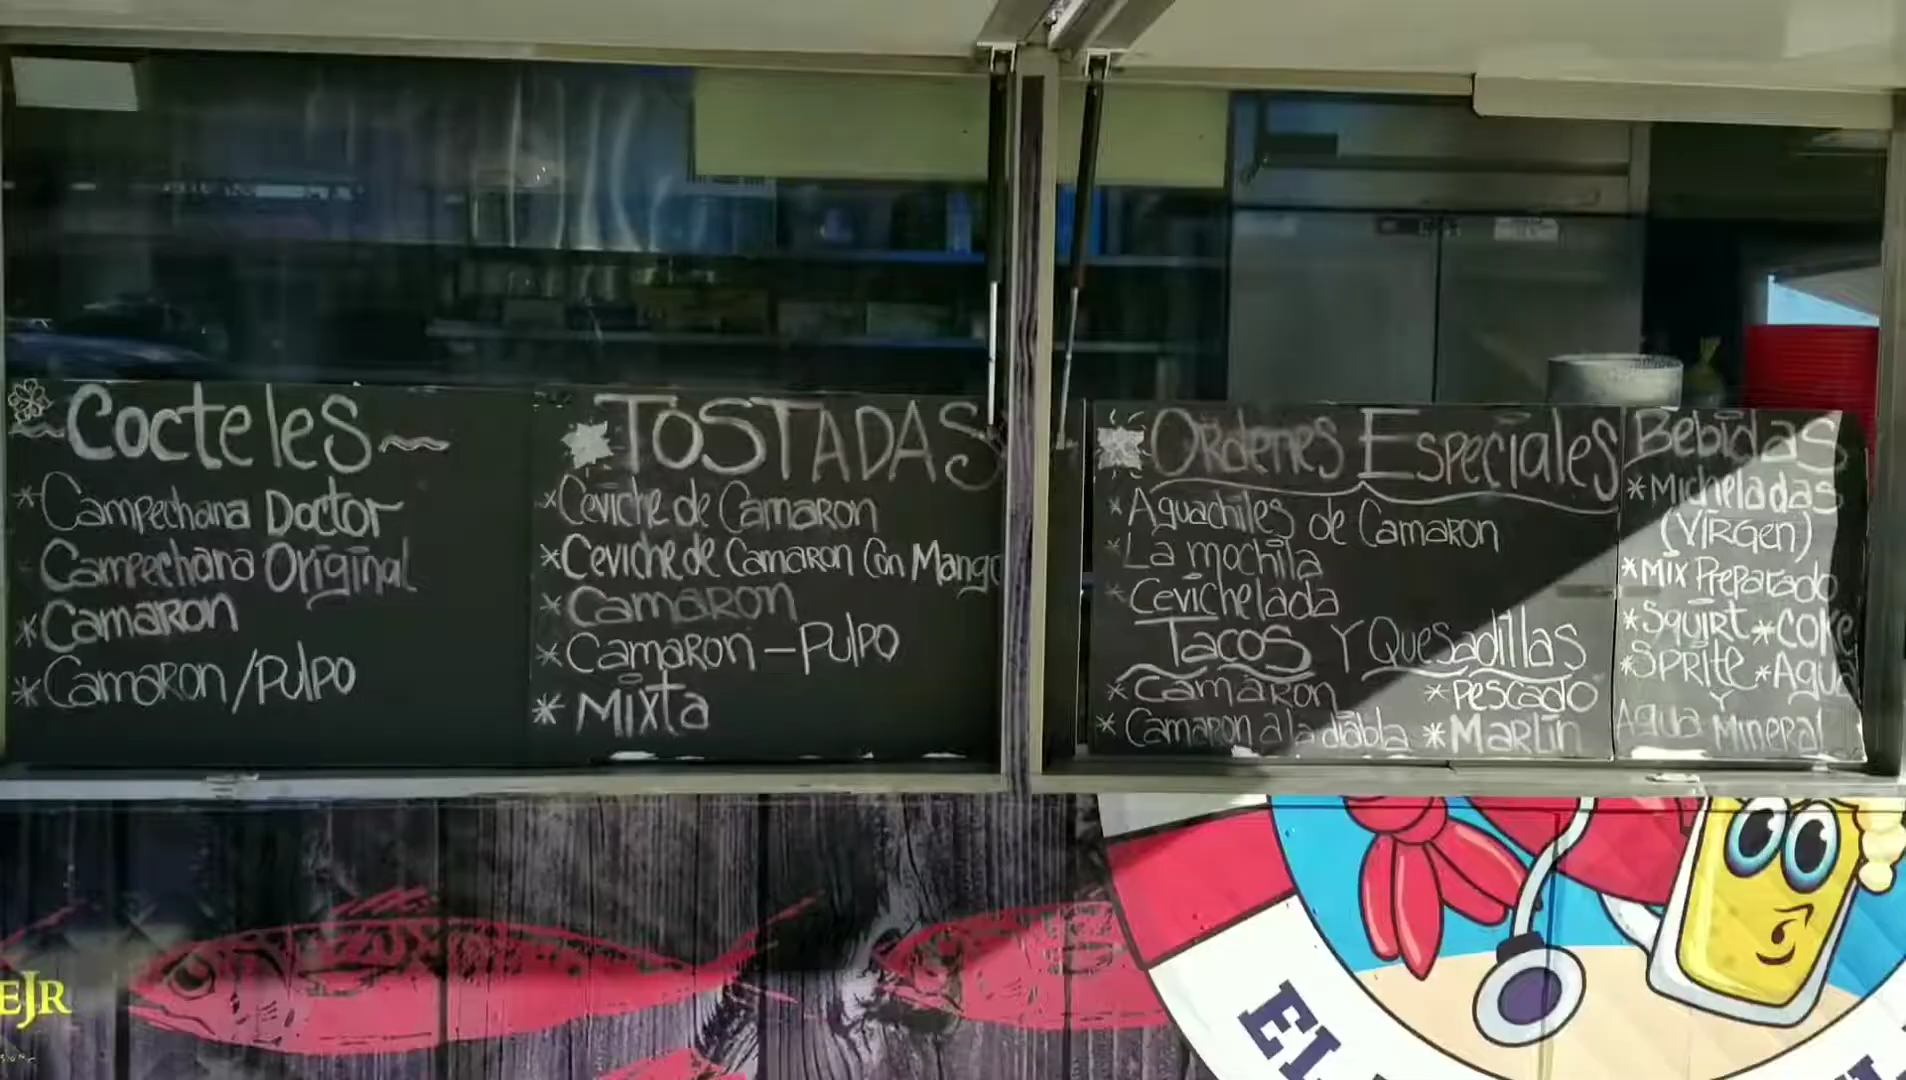 Cocteles
*Campechana Doctor
Campechana Original
*Camaron
*Camaron/Pulpo
TOSTADAS
*Ceviche de Camaron
*Ceviche de Camaron Con Mango
*Camaron
*Camaron-Pulpo
*Mixta
Ordenes Especiales
*Aguachiles de Camaron
*La mochila
*Cevichelada
Tacos Y Quesadillas
*Camaron *Pescado
*Camaron a la diabla *Marlin
Bebidas
*Micheladas
(Virgen)
*Mix Preparado
*Squirt *Coke
*Sprite *Agua
Y
Agua Mineral
EJR
EL